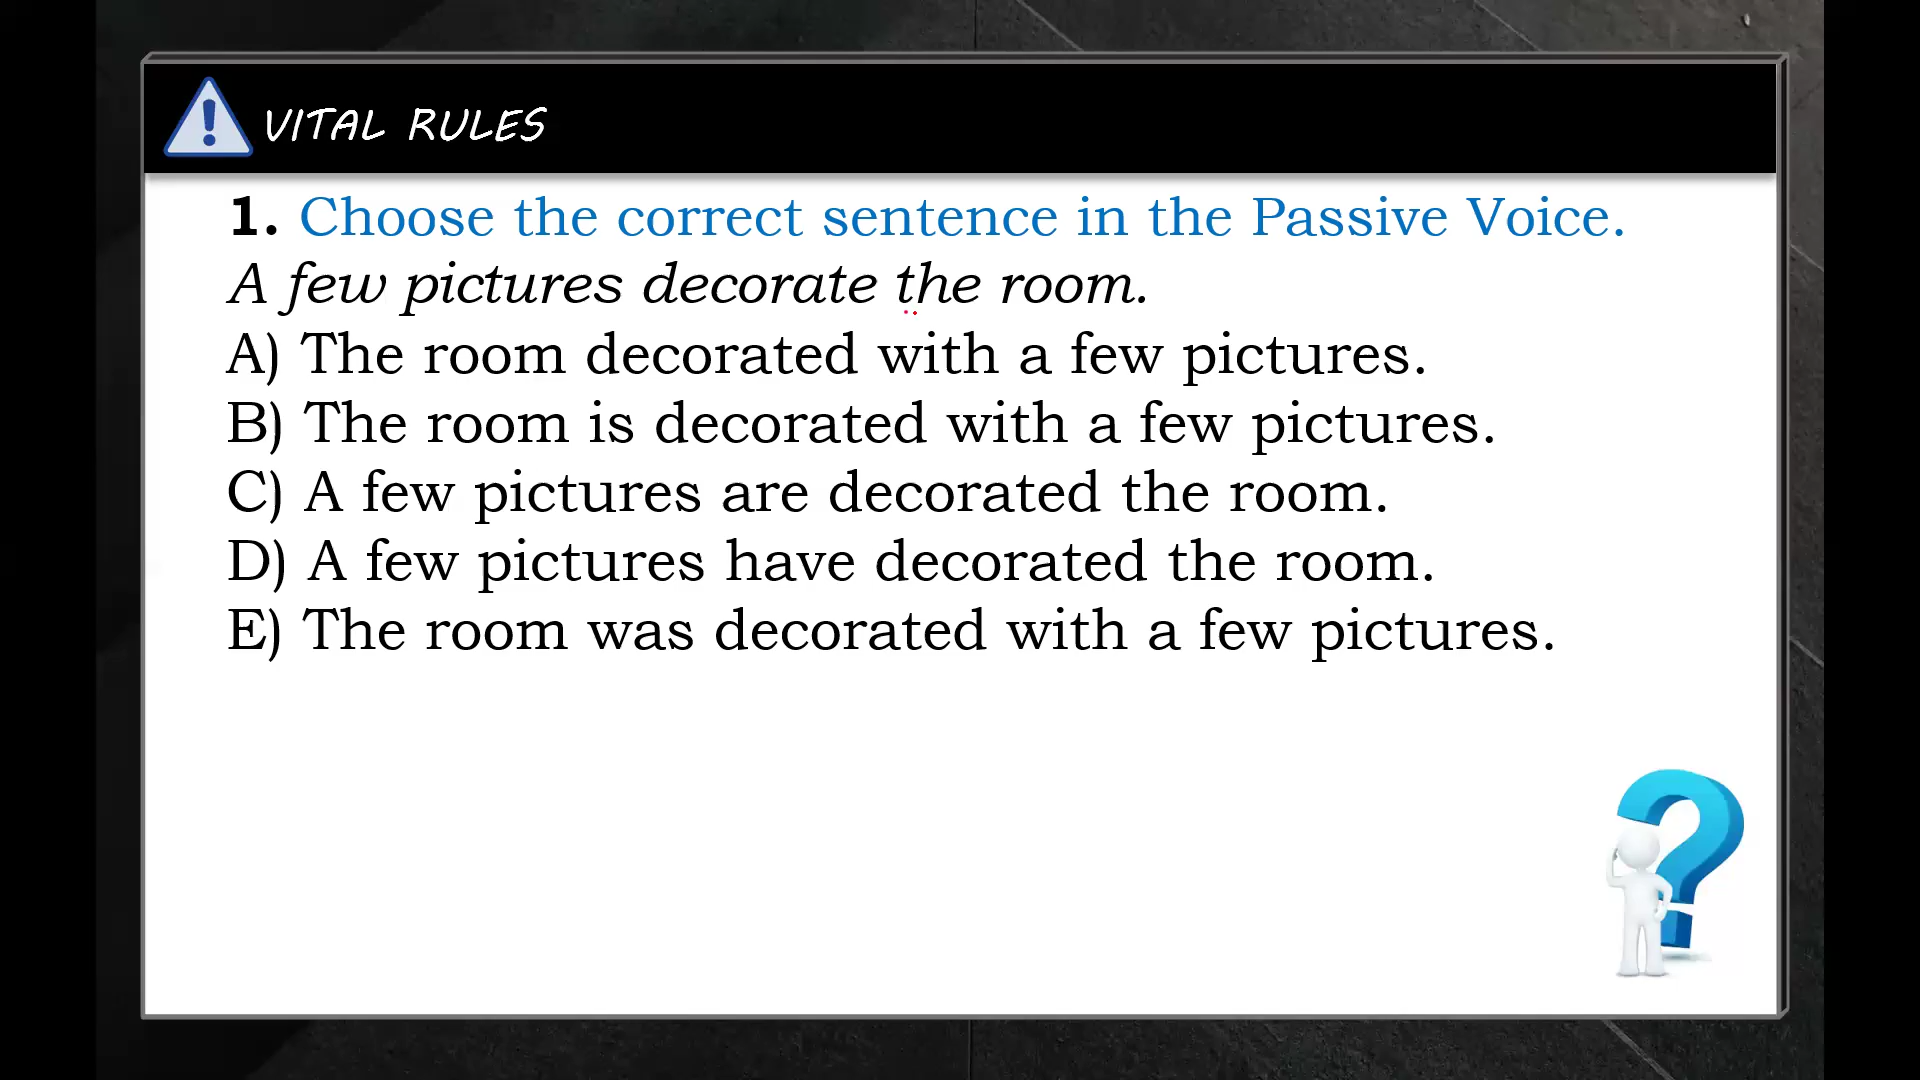 VITAL RULES
1. Choose the correct sentence in the Passive Voice.
A few pictures decorate the room.
A) The room decorated with a few pictures.
B) The room is decorated with a few pictures.
C) A few pictures are decorated the room.
D) A few pictures have decorated the room.
E) The room was decorated with a few pictures.